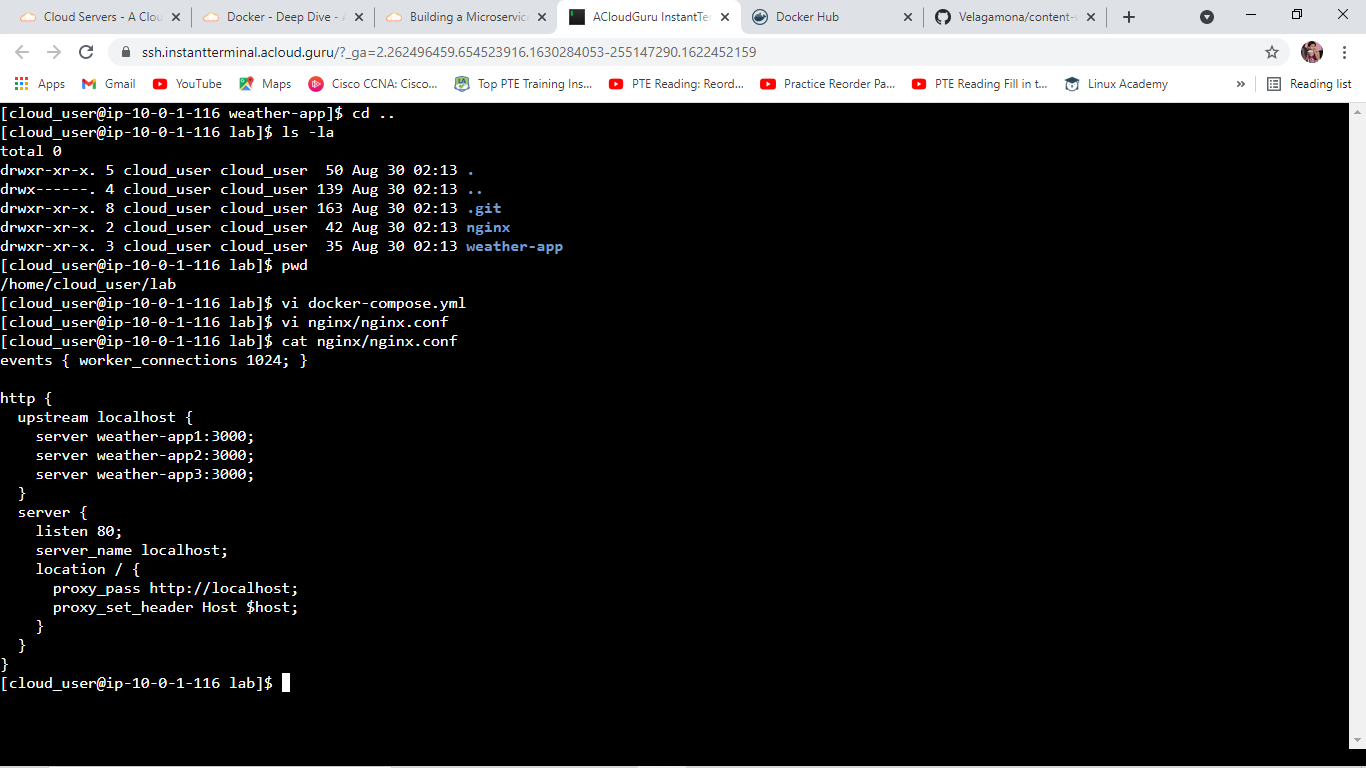 Cloud Servers - A Clou
Docker - Deep Dive -
Building a Microservic
ACloudGuru InstantTer
Docker Hub
Velagamona/content-
ssh.instantterminal.acloud.guru/?_ga=2.262496459.654523916.1630284053-255147290.1622452159
Apps
Gmail
YouTube
Maps
Cisco CCNA: Cisco...
Top PTE Training Ins...
PTE Reading: Reord...
Practice Reorder Pa...
PTE Reading Fill in t...
Linux Academy
»
Reading list
[cloud_user@ip-10-0-1-116 weather-app]$ cd ..
[cloud_user@ip-10-0-1-116 lab]$ ls -la
total 0
drwxr-xr-x. 5 cloud_user cloud_user  50 Aug 30 02:13 .
drwx------. 4 cloud_user cloud_user 139 Aug 30 02:13 ..
drwxr-xr-x. 8 cloud_user cloud_user 163 Aug 30 02:13 .git
drwxr-xr-x. 2 cloud_user cloud_user  42 Aug 30 02:13 nginx
drwxr-xr-x. 3 cloud_user cloud_user  35 Aug 30 02:13 weather-app
[cloud_user@ip-10-0-1-116 lab]$ pwd
/home/cloud_user/lab
[cloud_user@ip-10-0-1-116 lab]$ vi docker-compose.yml
[cloud_user@ip-10-0-1-116 lab]$ vi nginx/nginx.conf
[cloud_user@ip-10-0-1-116 lab]$ cat nginx/nginx.conf
events { worker_connections 1024; }

http {
  upstream localhost {
    server weather-app1:3000;
    server weather-app2:3000;
    server weather-app3:3000;
  }
  server {
    listen 80;
    server_name localhost;
    location / {
      proxy_pass http://localhost;
      proxy_set_header Host $host;
    }
  }
}
[cloud_user@ip-10-0-1-116 lab]$